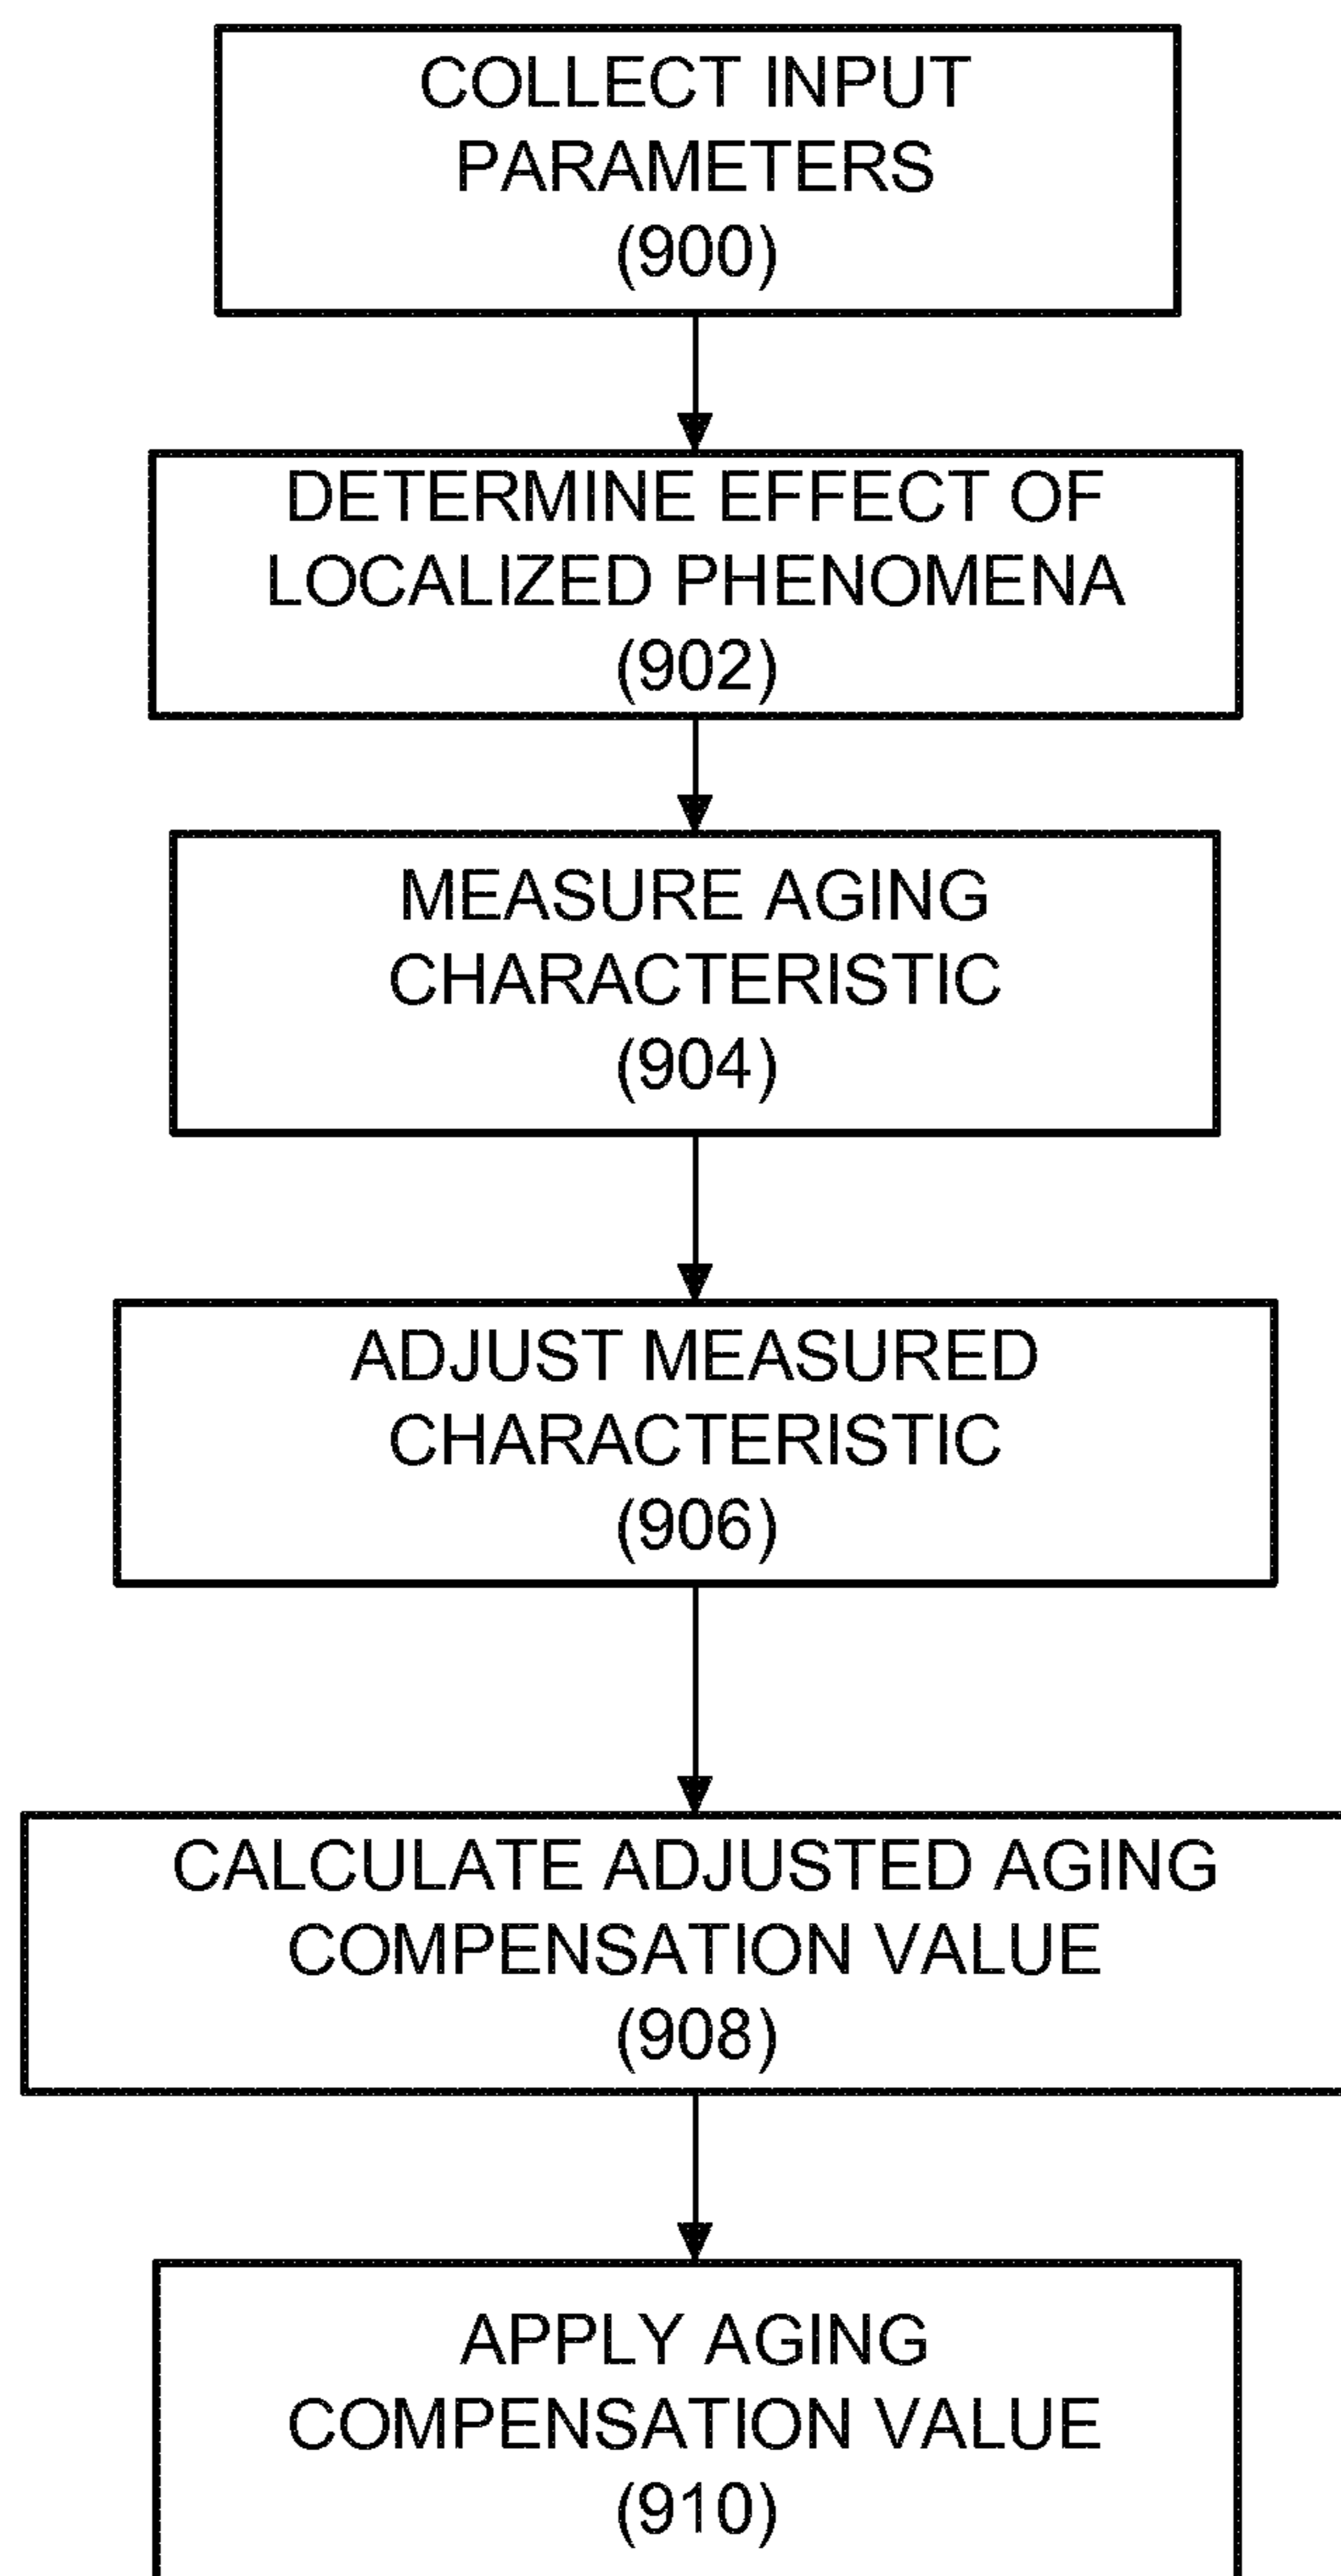 COLLECT INPUT
PARAMETERS
(900)
DETERMINE EFFECT OF
LOCALIZED PHENOMENA
(902)
MEASURE AGING
CHARACTERISTIC
(904)
ADJUST MEASURED
CHARACTERISTIC
(906)
CALCULATE ADJUSTED AGING
COMPENSATION VALUE
(908)
APPLY AGING
COMPENSATION VALUE
(910)